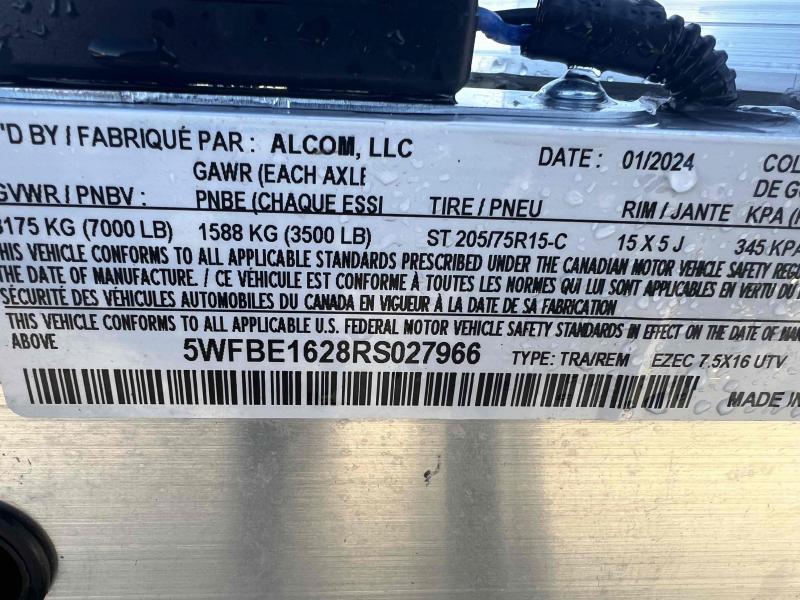 'D BY / FABRIQUÉ PAR : ALCOM, LLC
DATE : 01/2024
GVWR / PNBV :
GAWR (EACH AXLE
PNBE (CHAQUE ESSI
TIRE / PNEU
RIM / JANTE
COL
DE G
KPA (
3175 KG (7000 LB) 1588 KG (3500 LB) ST 205/75R15-C 15 X 5 J 345 KPA
THIS VEHICLE CONFORMS TO ALL APPLICABLE STANDARDS PRESCRIBED UNDER THE CANADIAN MOTOR VEHICLE SAFETY REGU
THE DATE OF MANUFACTURE. / CE VÉHICULE EST CONFORME À TOUTES LES NORMES QUI LUI SONT APPLICABLES EN VERTU DU
SÉCURITÉ DES VÉHICULES AUTOMOBILES DU CANADA EN VIGUEUR À LA DATE DE SA FABRICATION
THIS VEHICLE CONFORMS TO ALL APPLICABLE U.S. FEDERAL MOTOR VEHICLE SAFETY STANDARDS IN EFFECT ON THE DATE OF MAN
ABOVE. 5WFBE1628RS027966 TYPE: TRA/REM EZEC 7.5X16 UTV
MADE IN